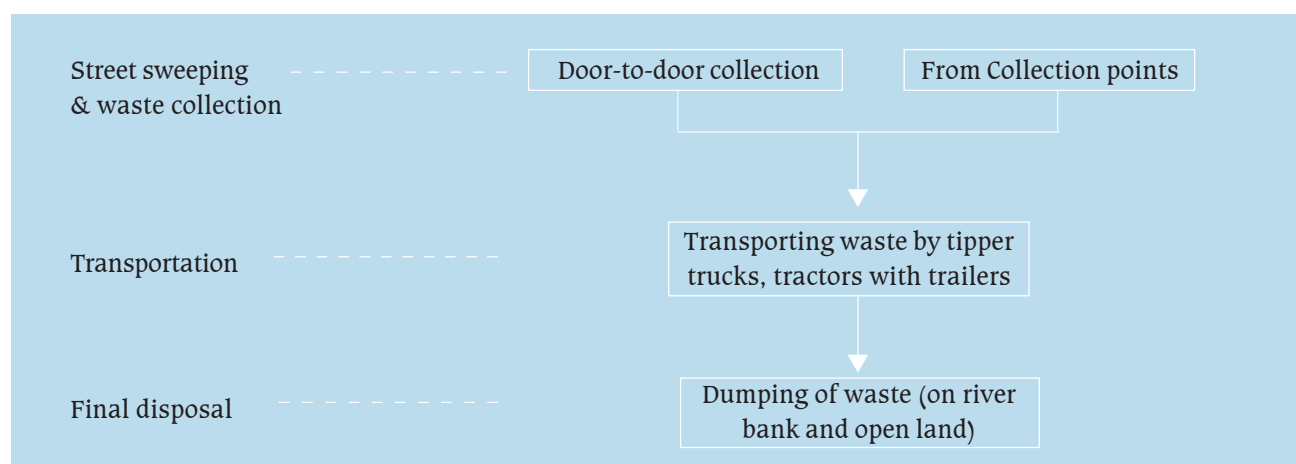 Street sweeping
& waste collection
Door-to-door collection
From Collection points
Transportation
Transporting waste by tipper
trucks, tractors with trailers
Final disposal
Dumping of waste (on river
bank and open land)